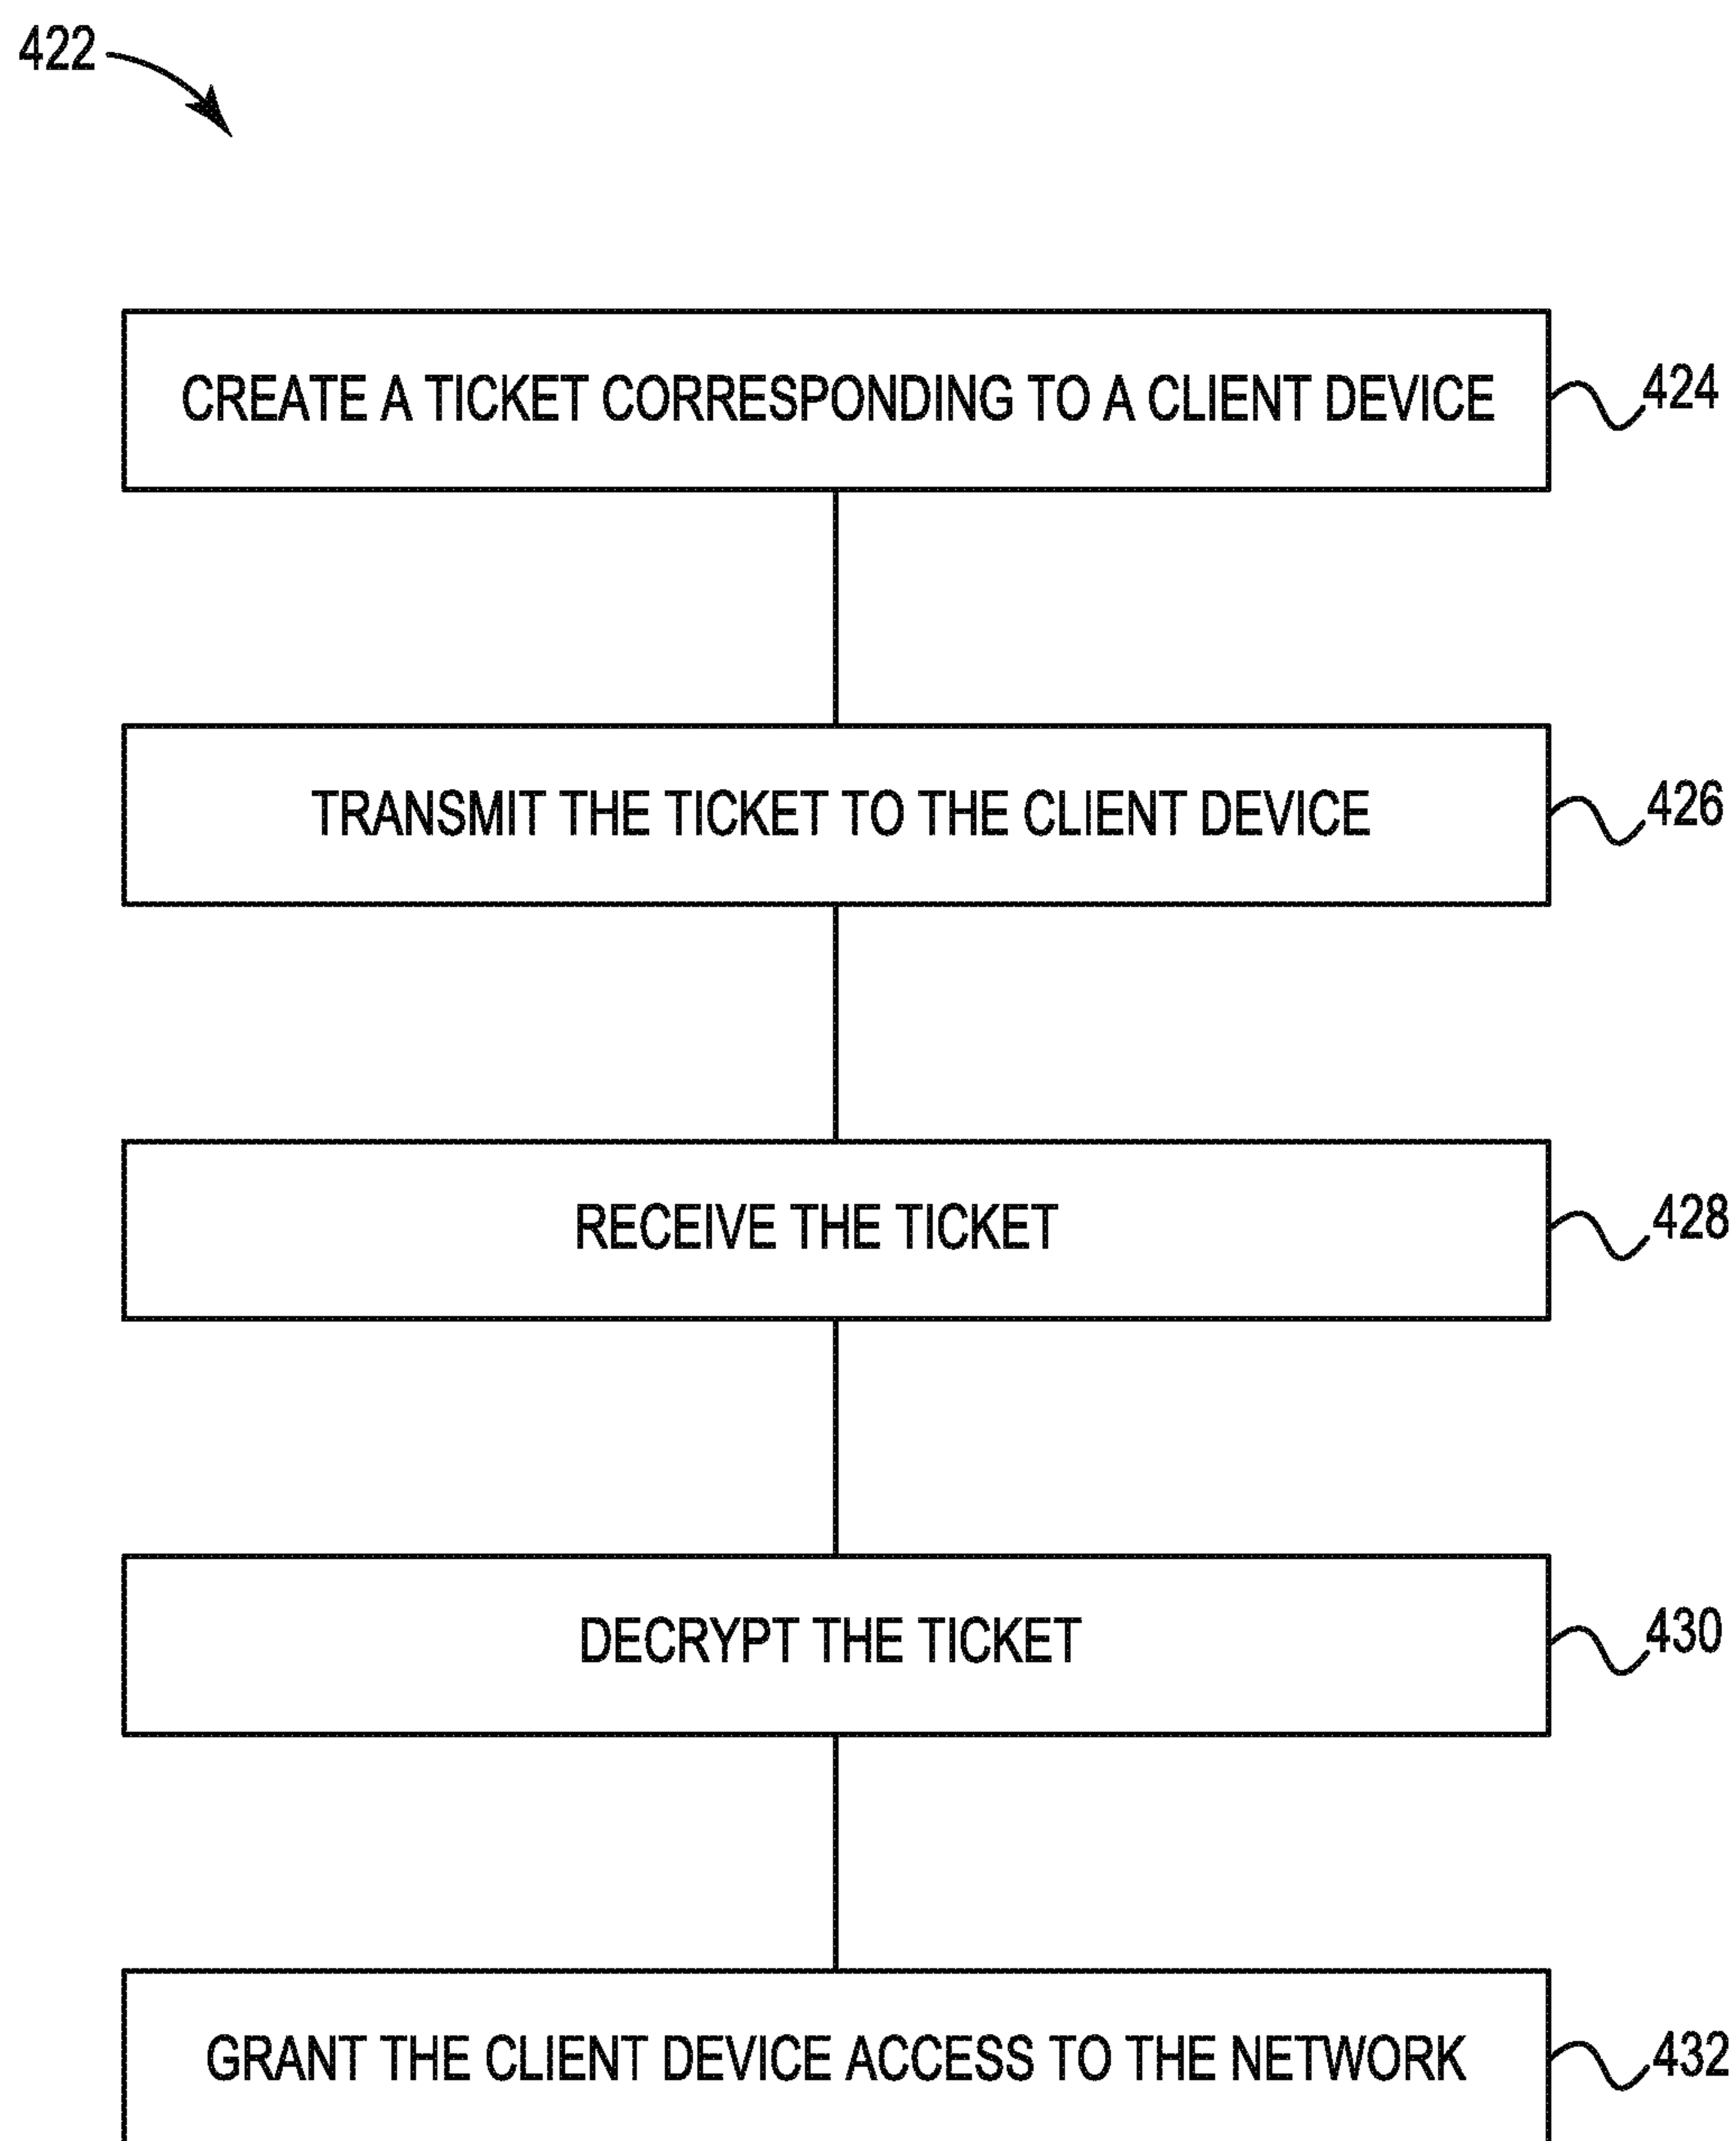 422
CREATE A TICKET CORRESPONDING TO A CLIENT DEVICE
424
TRANSMIT THE TICKET TO THE CLIENT DEVICE
426
RECEIVE THE TICKET
428
DECRYPT THE TICKET
430
GRANT THE CLIENT DEVICE ACCESS TO THE NETWORK
432